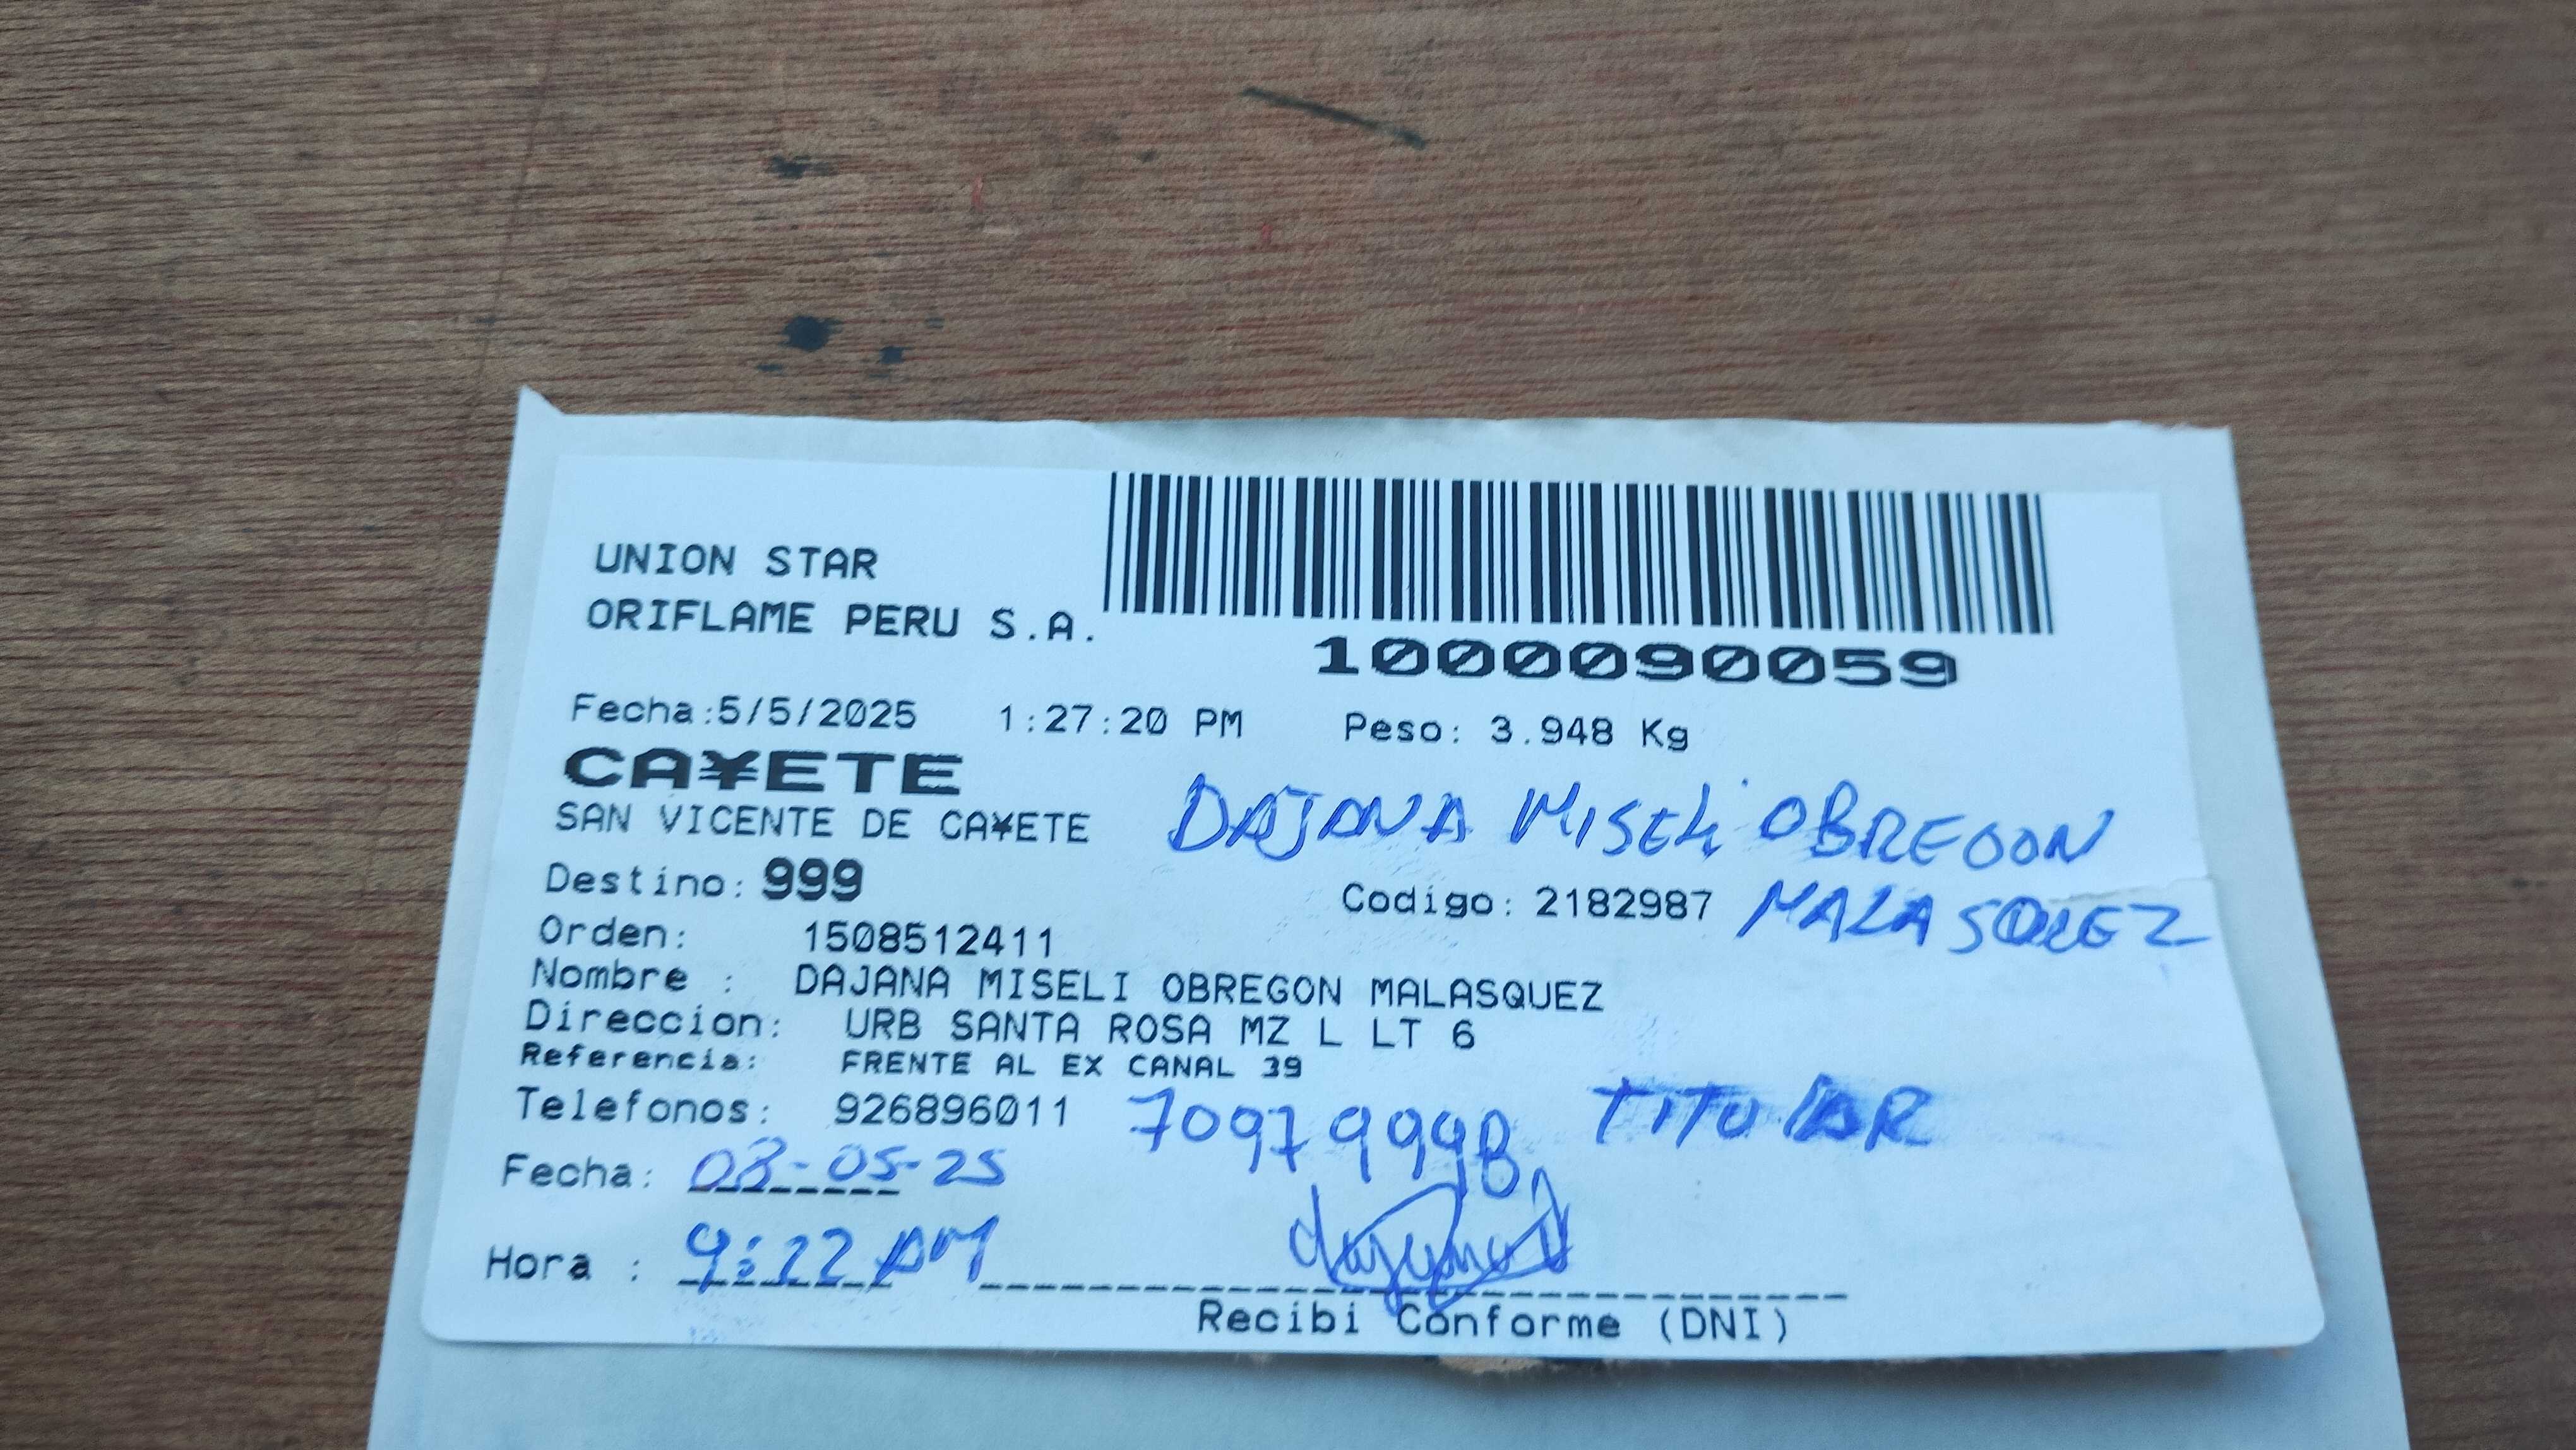 UNION STAR
ORIFLAME PERU S.A.
1000090059
Fecha:5/5/2025 1:27:20 PM Peso: 3.948 Kg
CA¥ETE
SAN VICENTE DE CA¥ETE
DAJANA MISELI OBREGON
Destino: 999
Codigo: 2182987 MALASQUEZ
Orden: 1508512411
Nombre : DAJANA MISELI OBREGON MALASQUEZ
Direccion: URB SANTA ROSA MZ L LT 6
Referencia: FRENTE AL EX CANAL 39
Telefonos: 926896011 70979998 TITULAR
Fecha: 08-05-25
Hora : 9:22 AM
Recibi Conforme (DNI)